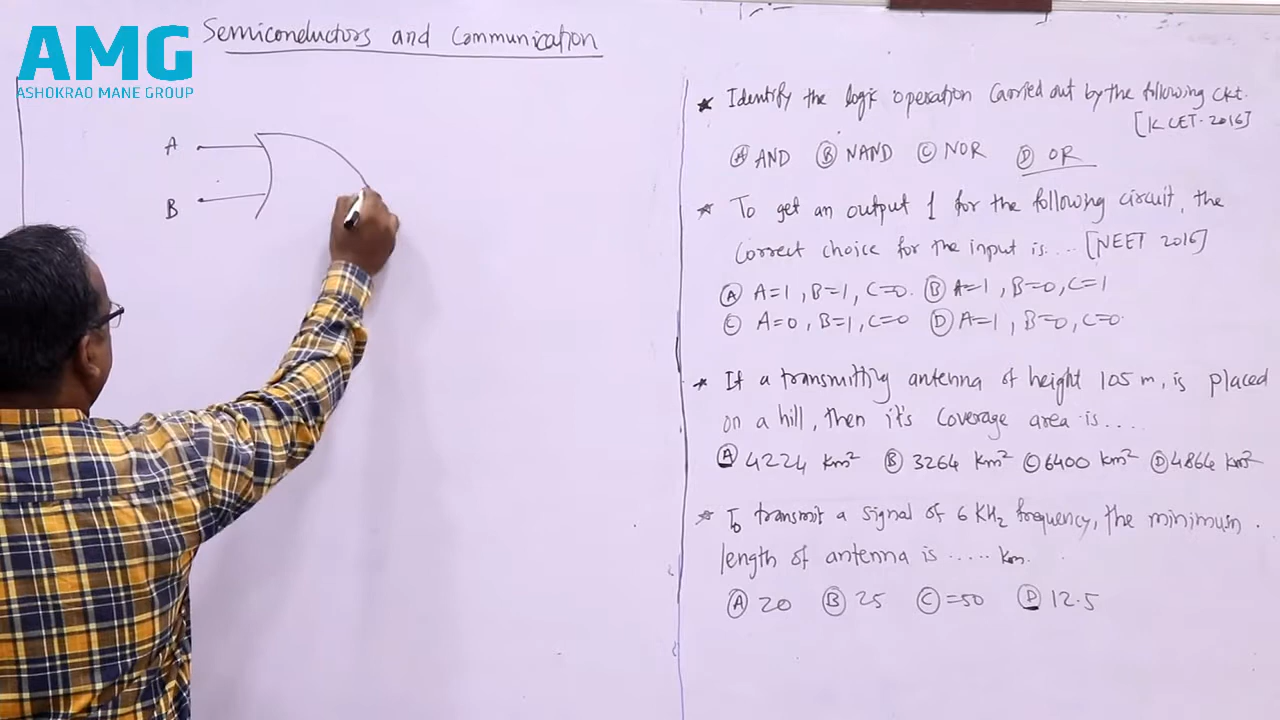 AMG
ASHOKRAO MANE GROUP
Semiconductors and Communication
A
B
* Identify the logic operation carried out by the following ckt.
[KCET-2016]
(A) AND (B) NAND (C) NOR (D) OR
* To get an output 1 for the following circuit, the
correct choice for the input is.... [NEET 2016]
(A) A=1, B=1, C=0. (B) A=1, B=0, C=1
(C) A=0, B=1, C=0 (D) A=1, B=0, C=0.
* If a transmitting antenna of height 105 m, is placed
on a hill, then it's coverage area is....
(A) 4224 km² (B) 3264 km² (C) 6400 km² (D) 4864 km²
* To transmit a signal of 6 KHz frequency, the minimum.
length of antenna is ..... km.
(A) 20 (B) 25 (C) =50 (D) 12.5